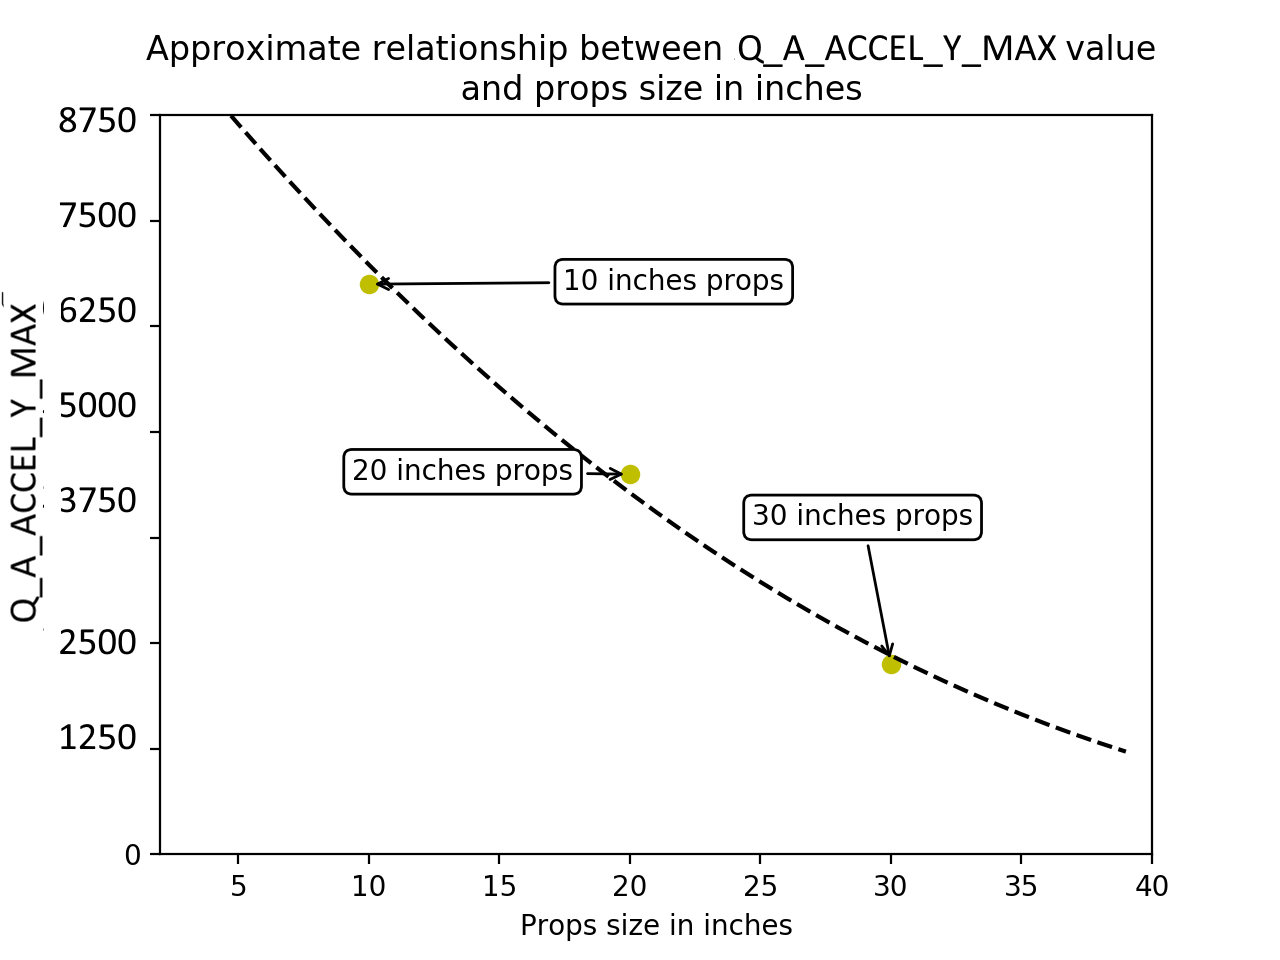 Approximate relationship between Q_A_ACCEL_Y_MAX value
and props size in inches
Q_A_ACCEL_Y_MAX
8750
7500
6250
5000
3750
2500
1250
0
10 inches props
20 inches props
30 inches props
5 10 15 20 25 30 35 40
Props size in inches